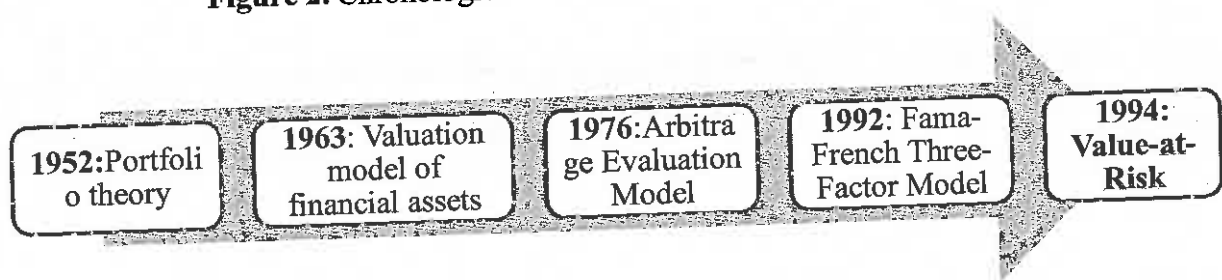 1952:Portfoli
o theory
1963: Valuation
model of
financial assets
1976:Arbitra
ge Evaluation
Model
1992: Fama-
French Three-
Factor Model
1994:
Value-at-
Risk